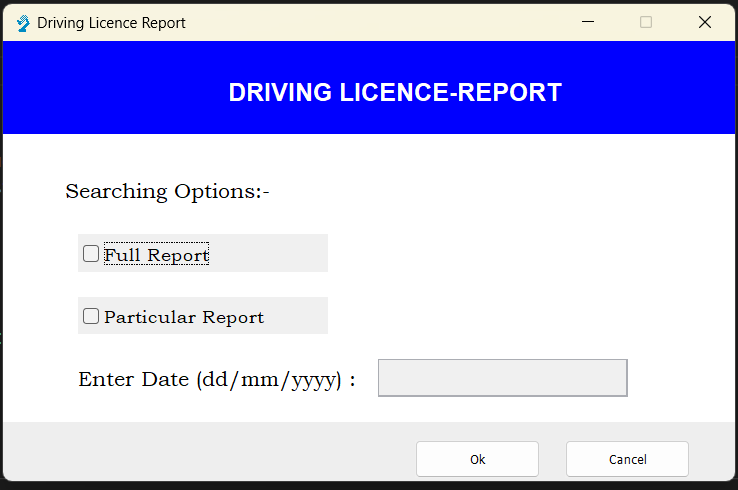 Driving Licence Report
DRIVING LICENCE-REPORT
Searching Options:-
Full Report
Particular Report
Enter Date (dd/mm/yyyy) :
Ok Cancel